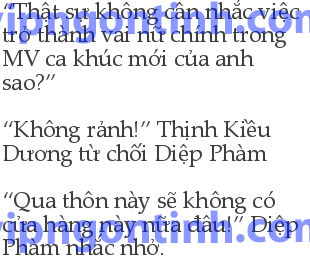 “Thật sự không cân nhắc việc
trở thành vai nữ chính trong
MV ca khúc mới của anh
sao?”
“Không rảnh!” Thịnh Kiều
Dương từ chối Diệp Phàm
“Qua thôn này sẽ không có
cửa hàng này nữa đâu!” Diệp
Phàm nhắc nhở.